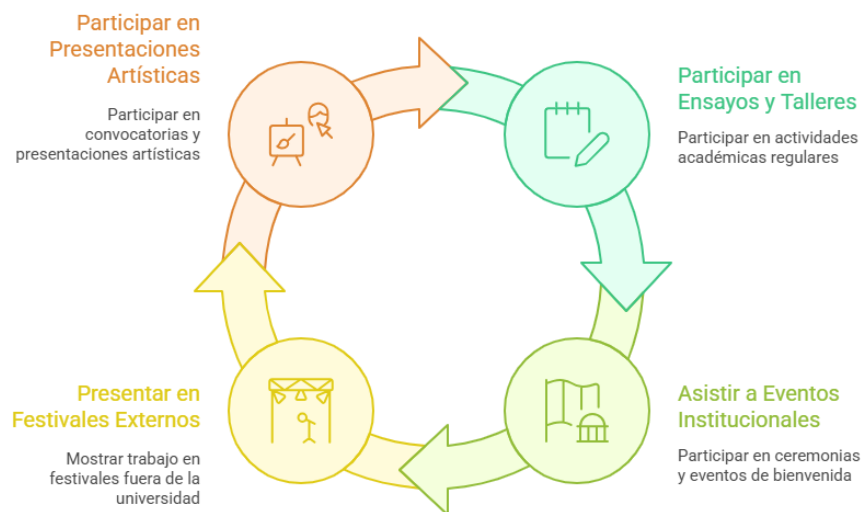 Participar en
Presentaciones
Artísticas
Participar en
convocatorias y
presentaciones artísticas
Participar en
Ensayos y Talleres
Participar en actividades
académicas regulares
Presentar en
Festivales Externos
Mostrar trabajo en
festivales fuera de la
universidad
Asistir a Eventos
Institucionales
Participar en ceremonias
y eventos de bienvenida